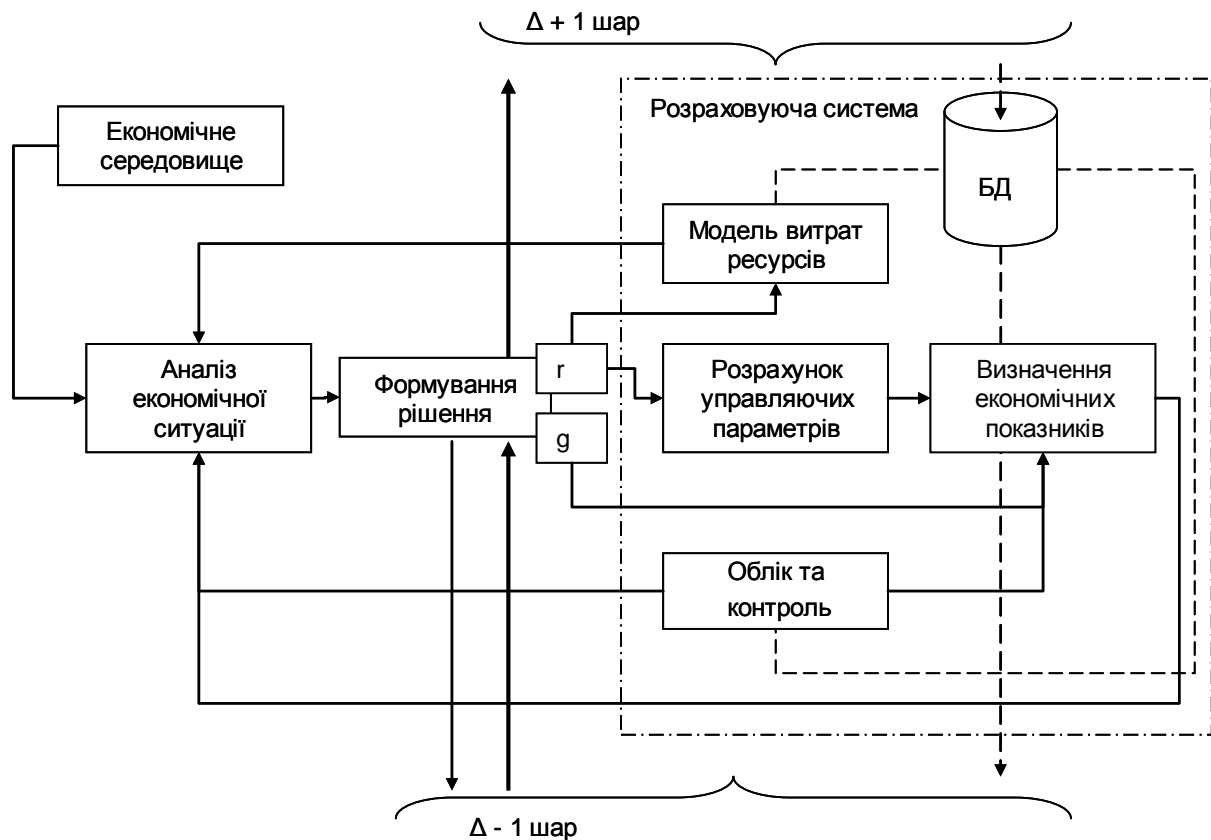 Δ + 1 шар
Розраховуюча система
Економічне
середовище
БД
Модель витрат
ресурсів
Аналіз
економічної
ситуації
Формування
рішення
r
g
Розрахунок
управляючих
параметрів
Визначення
економічних
показників
Облік та
контроль
Δ - 1 шар